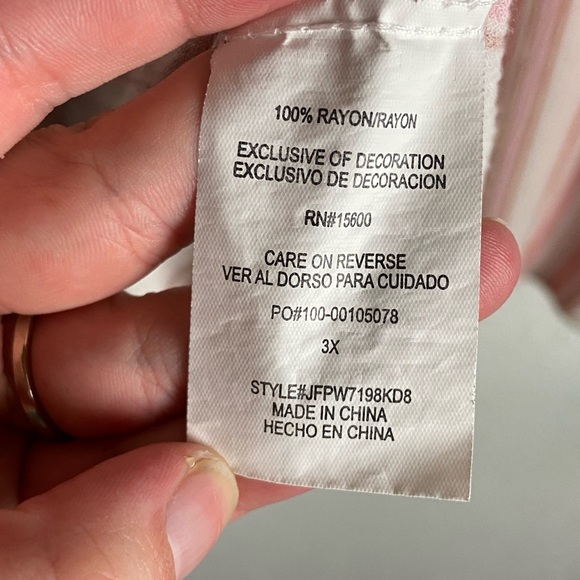 100% RAYON/RAYON
EXCLUSIVE OF DECORATION
EXCLUSIVO DE DECORACION
RN#15600
CARE ON REVERSE
VER AL DORSO PARA CUIDADO
PO#100-00105078
3X
STYLE#JFPW7198KD8
MADE IN CHINA
HECHO EN CHINA